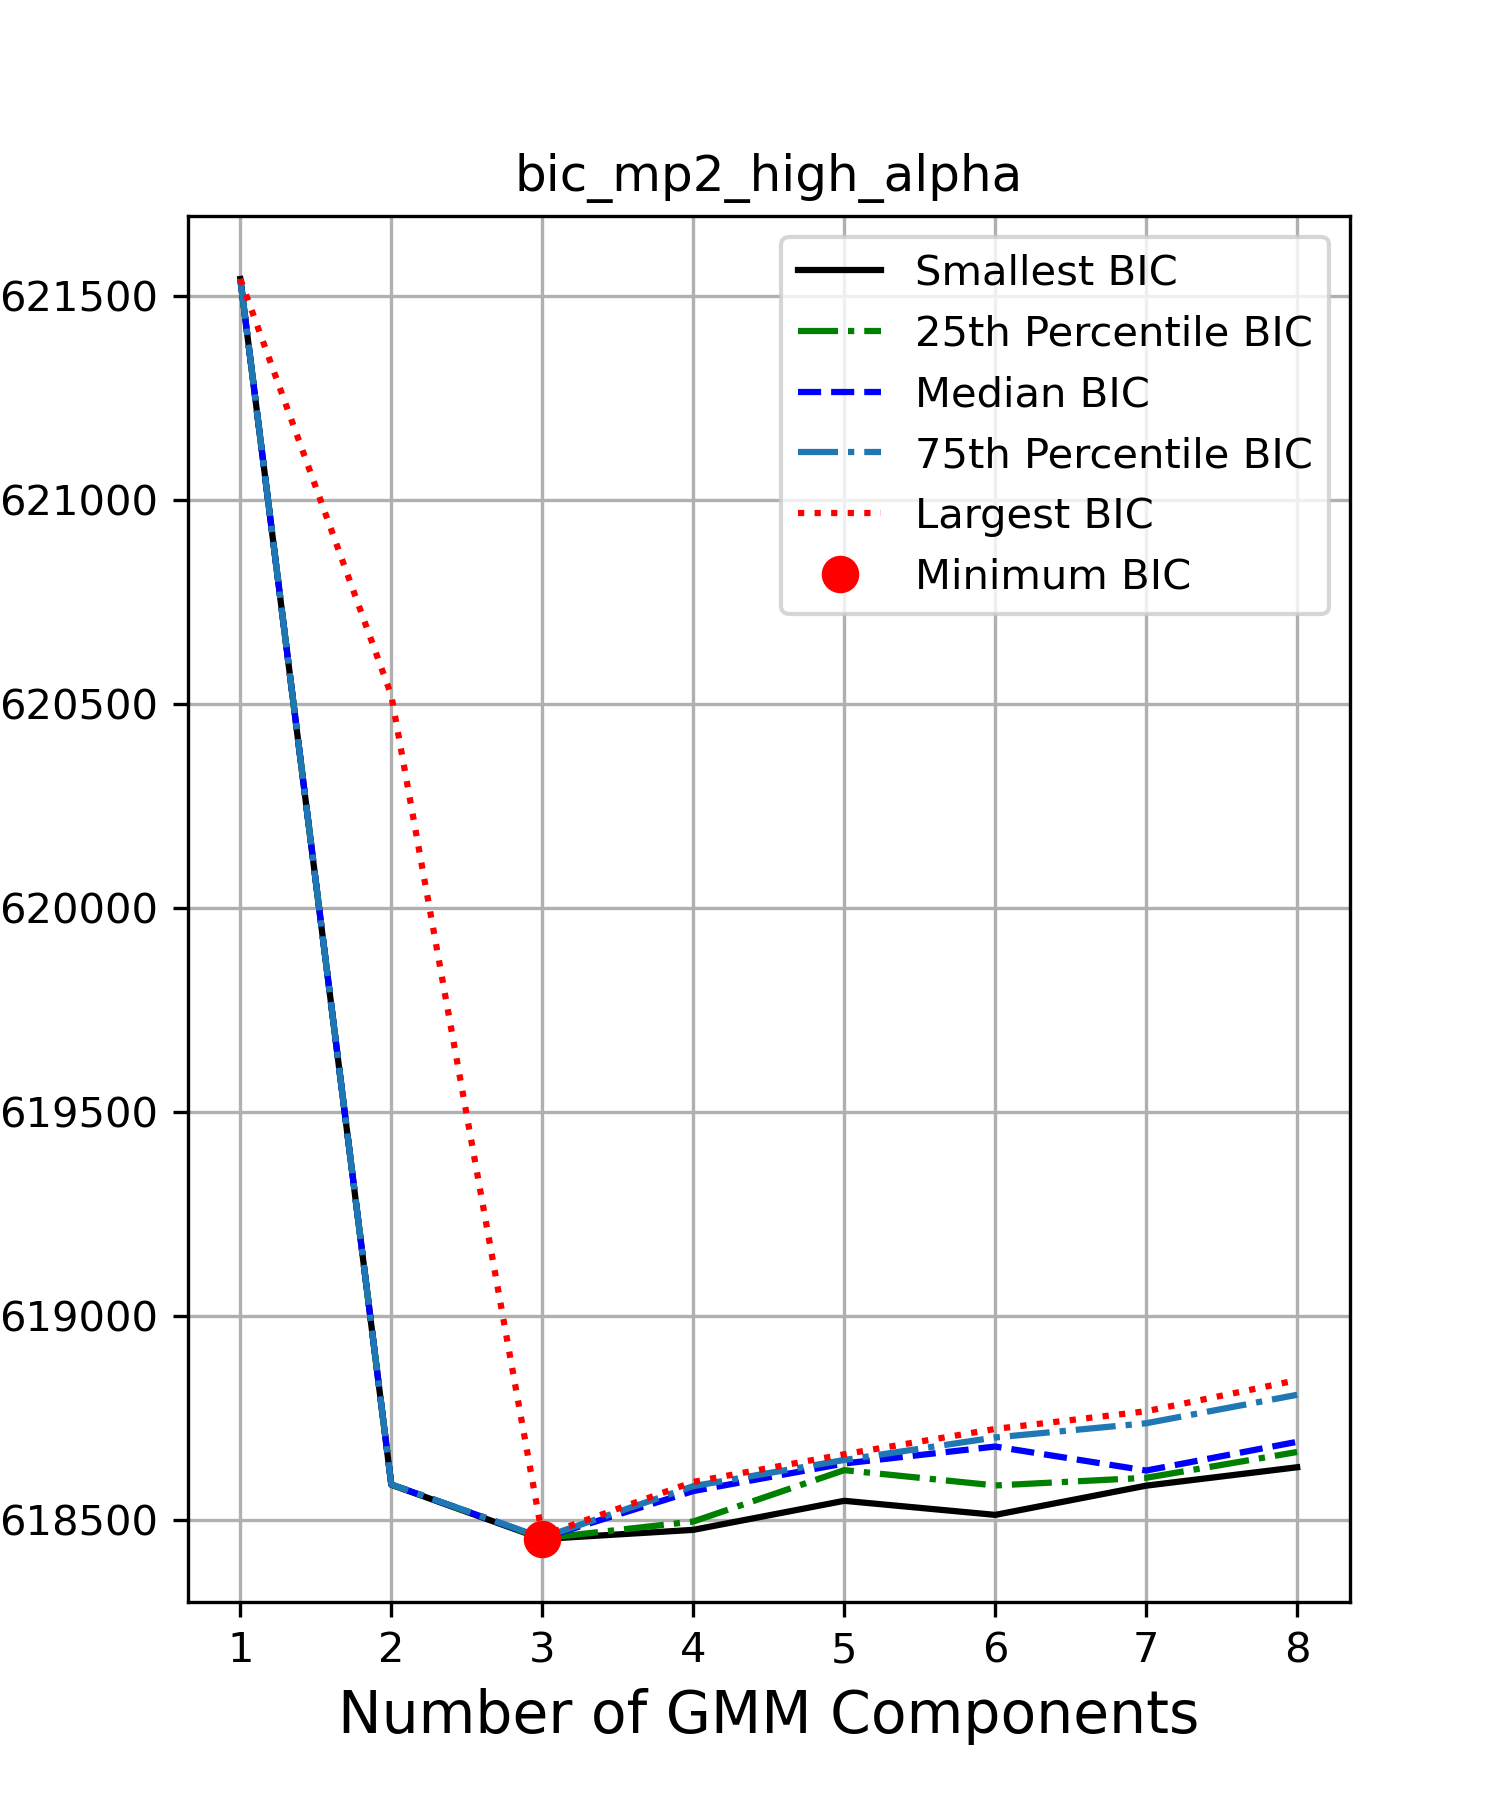 bic_mp2_high_alpha
Smallest BIC
25th Percentile BIC
Median BIC
75th Percentile BIC
Largest BIC
Minimum BIC
621500
621000
620500
620000
619500
619000
618500
1 2 3 4 5 6 7 8
Number of GMM Components